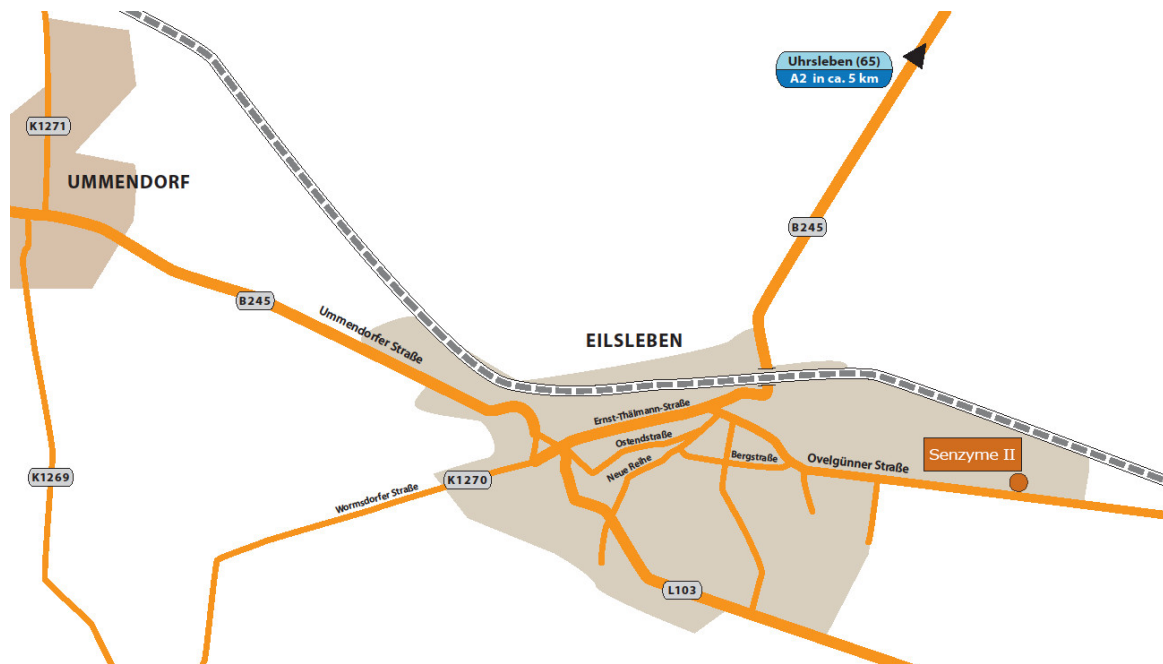 Uhrsleben (65)
A2 in ca. 5 km
K1271
UMMENDORF
B245
B245
Ummendorfer Straße
EILSLEBEN
Ernst-Thälmann-Straße
Ostendstraße
Neue Reihe
Bergstraße
Ovelgünner Straße
Senzyme II
K1269
K1270
Wormsdorfer Straße
L103